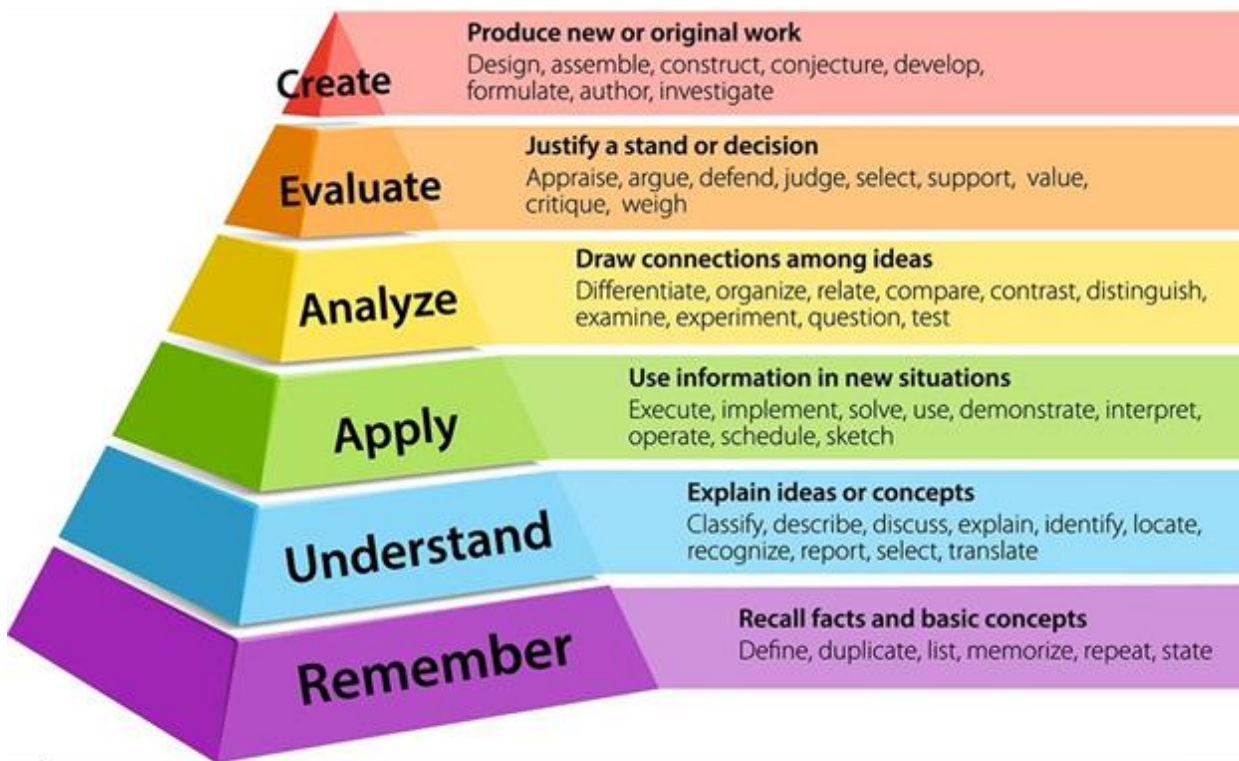 Create
Produce new or original work
Design, assemble, construct, conjecture, develop,
formulate, author, investigate
Evaluate
Justify a stand or decision
Appraise, argue, defend, judge, select, support, value,
critique, weigh
Analyze
Draw connections among ideas
Differentiate, organize, relate, compare, contrast, distinguish,
examine, experiment, question, test
Apply
Use information in new situations
Execute, implement, solve, use, demonstrate, interpret,
operate, schedule, sketch
Understand
Explain ideas or concepts
Classify, describe, discuss, explain, identify, locate,
recognize, report, select, translate
Remember
Recall facts and basic concepts
Define, duplicate, list, memorize, repeat, state